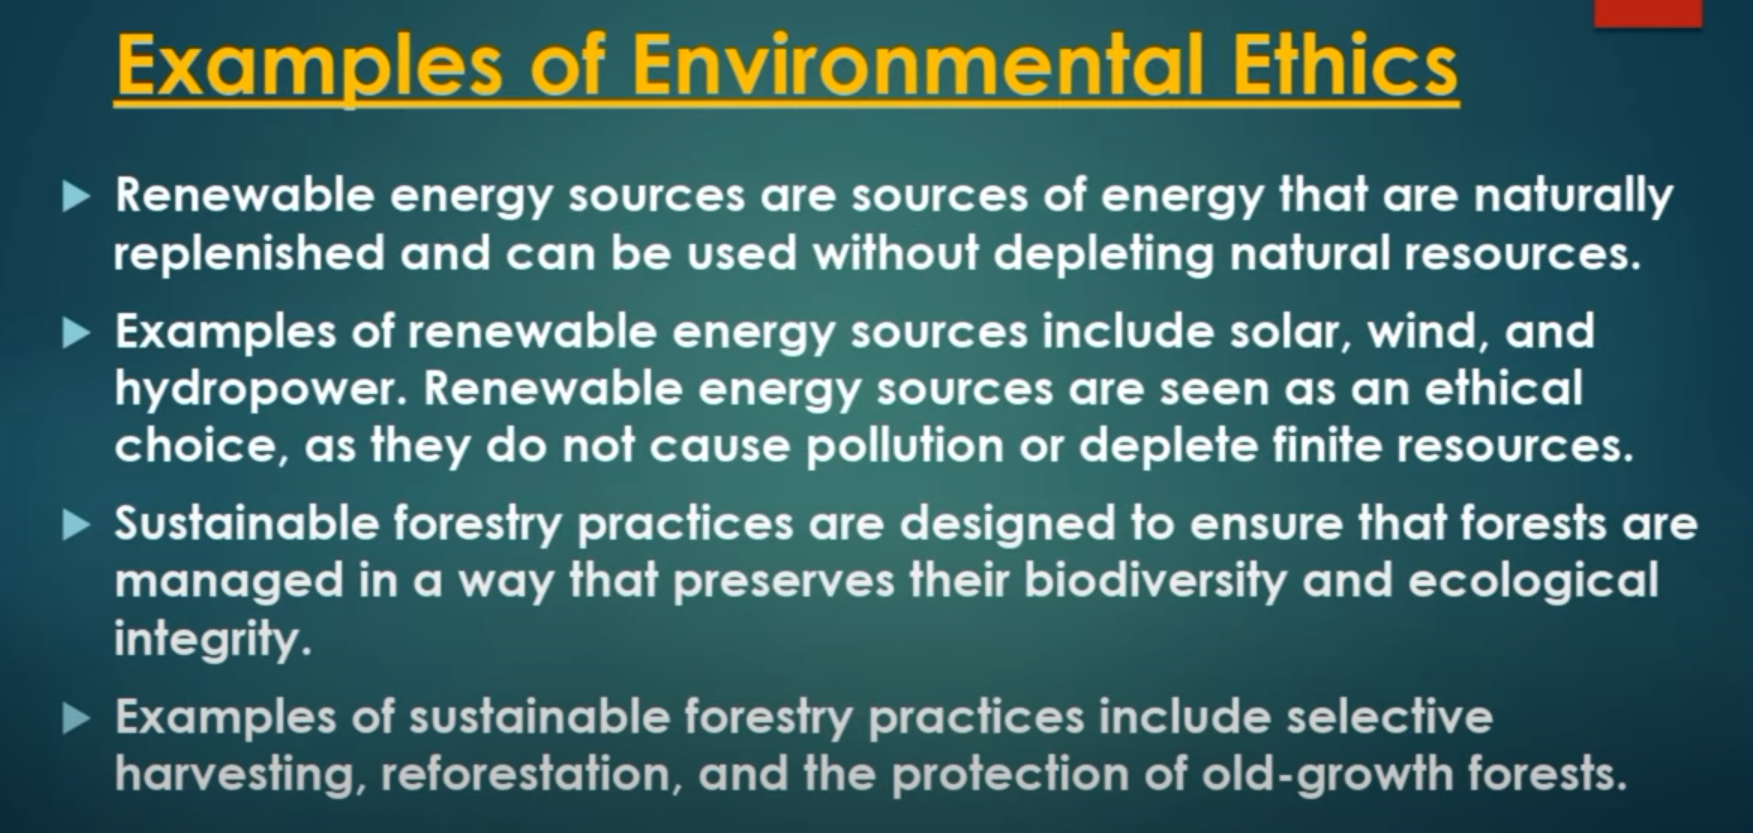 Examples of Environmental Ethics
Renewable energy sources are sources of energy that are naturally
replenished and can be used without depleting natural resources.
Examples of renewable energy sources include solar, wind, and
hydropower. Renewable energy sources are seen as an ethical
choice, as they do not cause pollution or deplete finite resources.
Sustainable forestry practices are designed to ensure that forests are
managed in a way that preserves their biodiversity and ecological
integrity.
Examples of sustainable forestry practices include selective
harvesting, reforestation, and the protection of old-growth forests.